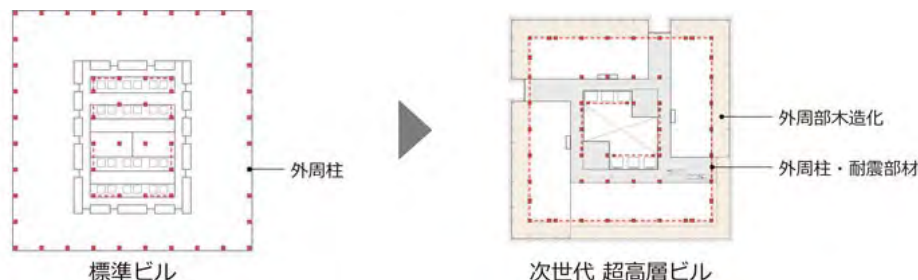 外周柱
標準ビル
外周部木造化
外周柱・耐震部材
次世代 超高層ビル